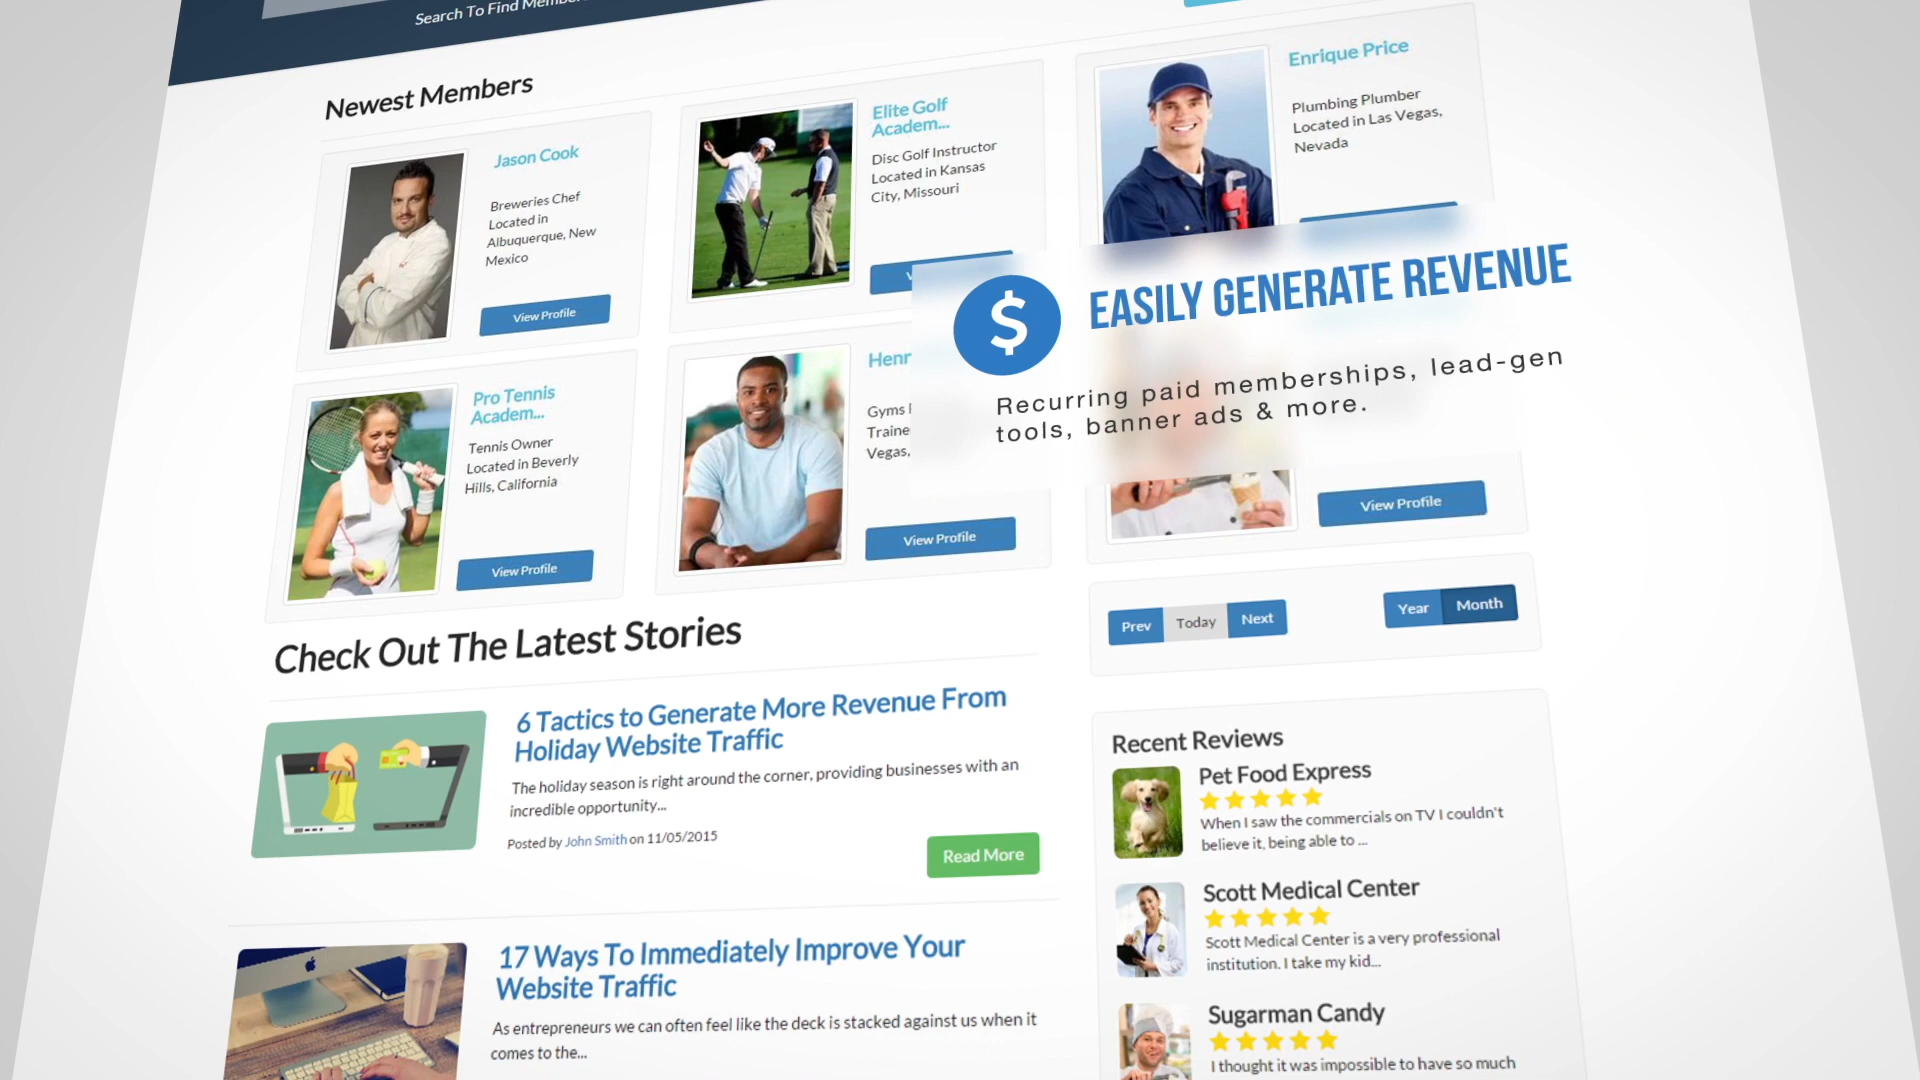 Search To Find Mem
Newest Members
Jason Cook
Breweries Chef
Located in
Albuquerque, New
Mexico
View Profile
Elite Golf
Academ...
Disc Golf Instructor
Located in Kansas
City, Missouri
Enrique Price
Plumbing Plumber
Located in Las Vegas,
Nevada
$
EASILY GENERATE REVENUE
Recurring paid memberships, lead-gen
tools, banner ads & more.
Pro Tennis
Academ...
Tennis Owner
Located in Beverly
Hills, California
View Profile
Henr
Gyms
Traine
Vegas,
View Profile
View Profile
Prev Today Next
Year Month
Check Out The Latest Stories
6 Tactics to Generate More Revenue From
Holiday Website Traffic
The holiday season is right around the corner, providing businesses with an
incredible opportunity...
Posted by John Smith on 11/05/2015
Read More
17 Ways To Immediately Improve Your
Website Traffic
As entrepreneurs we can often feel like the deck is stacked against us when it
comes to the...
Recent Reviews
Pet Food Express
When I saw the commercials on TV I couldn't
believe it, being able to ...
Scott Medical Center
Scott Medical Center is a very professional
institution. I take my kid...
Sugarman Candy
I thought it was impossible to have so much